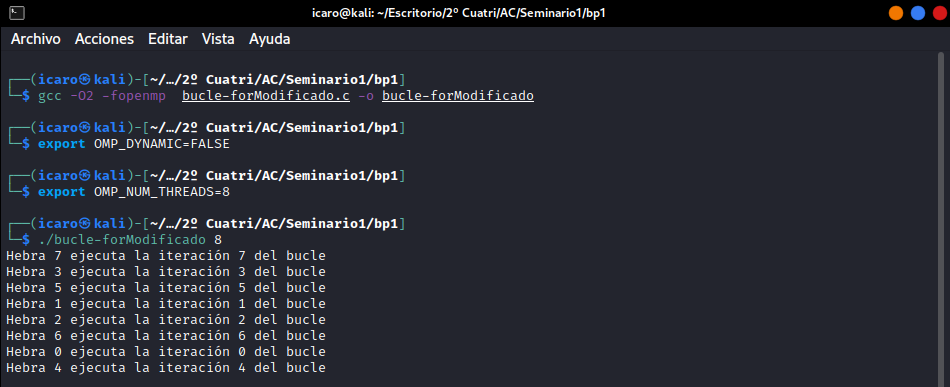 icaro@kali: ~/Escritorio/2º Cuatri/AC/Seminario1/bp1
Archivo Acciones Editar Vista Ayuda
┌──(icaro㉿kali)-[~/…/2º Cuatri/AC/Seminario1/bp1]
└─$ gcc -O2 -fopenmp  bucle-forModificado.c -o bucle-forModificado
┌──(icaro㉿kali)-[~/…/2º Cuatri/AC/Seminario1/bp1]
└─$ export OMP_DYNAMIC=FALSE
┌──(icaro㉿kali)-[~/…/2º Cuatri/AC/Seminario1/bp1]
└─$ export OMP_NUM_THREADS=8
┌──(icaro㉿kali)-[~/…/2º Cuatri/AC/Seminario1/bp1]
└─$ ./bucle-forModificado 8
Hebra 7 ejecuta la iteración 7 del bucle
Hebra 3 ejecuta la iteración 3 del bucle
Hebra 5 ejecuta la iteración 5 del bucle
Hebra 1 ejecuta la iteración 1 del bucle
Hebra 2 ejecuta la iteración 2 del bucle
Hebra 6 ejecuta la iteración 6 del bucle
Hebra 0 ejecuta la iteración 0 del bucle
Hebra 4 ejecuta la iteración 4 del bucle